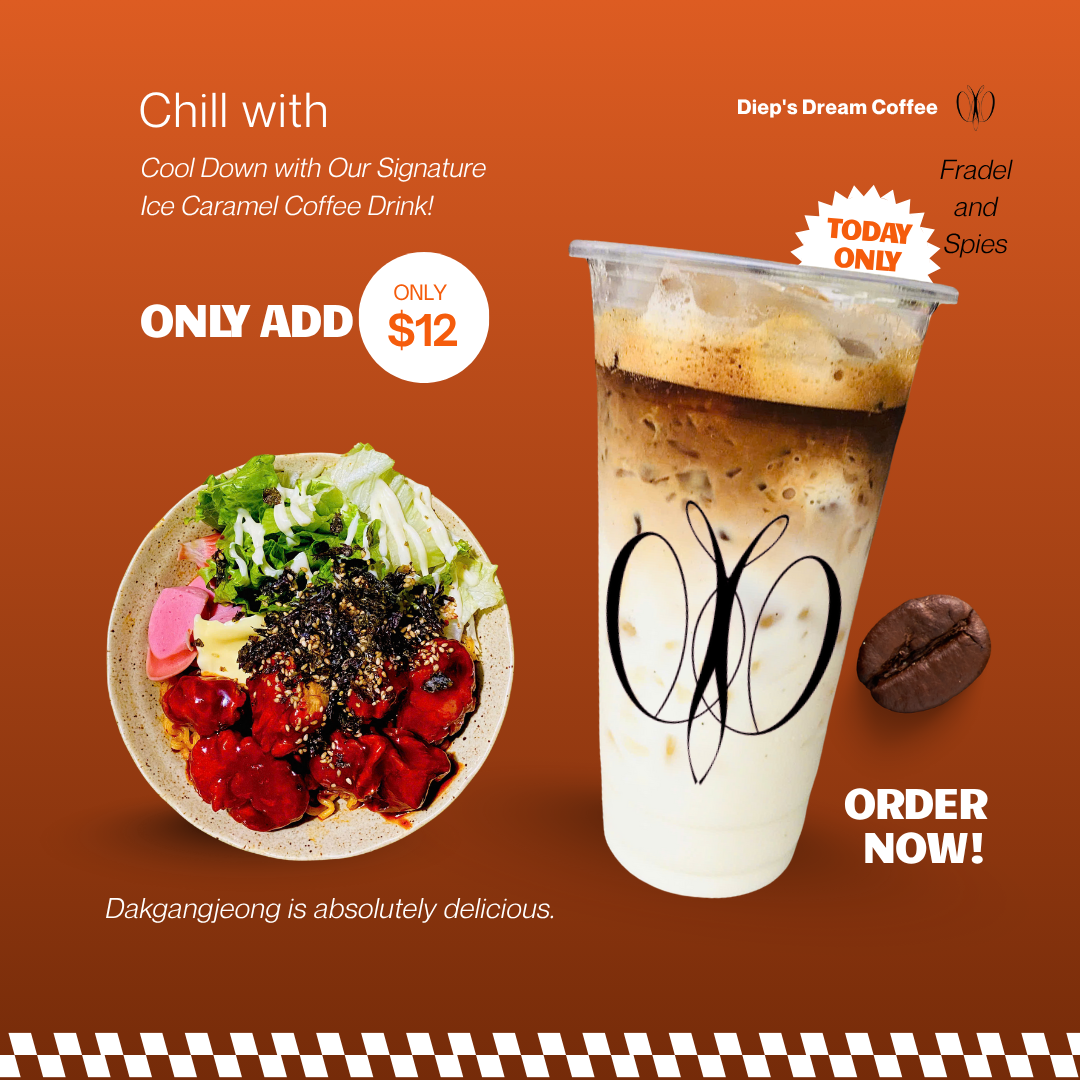 Chill with
Cool Down with Our Signature
Ice Caramel Coffee Drink!
ONLY ADD
ONLY
$12
Diep's Dream Coffee
Fradel
and
Spies
TODAY
ONLY
ORDER
NOW!
Dakgangjeong is absolutely delicious.